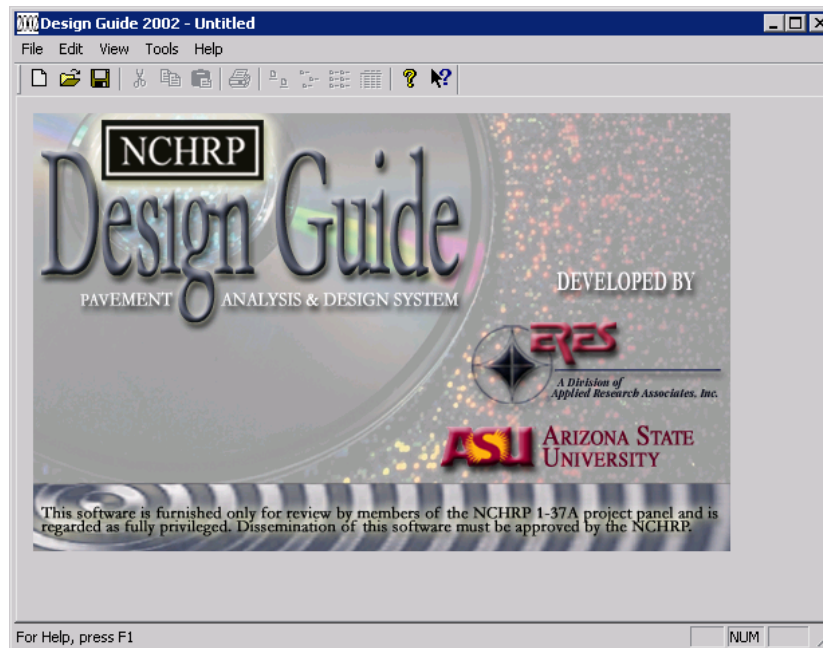 Design Guide 2002 - Untitled
File Edit View Tools Help
NCHRP
Design Guide
PAVEMENT ANALYSIS & DESIGN SYSTEM
DEVELOPED BY
ERES
A Division of
Applied Research Associates, Inc.
ASU ARIZONA STATE
UNIVERSITY
This software is furnished only for review by members of the NCHRP 1-37A project panel and is
regarded as fully privileged. Dissemination of this software must be approved by the NCHRP.
For Help, press F1 NUM